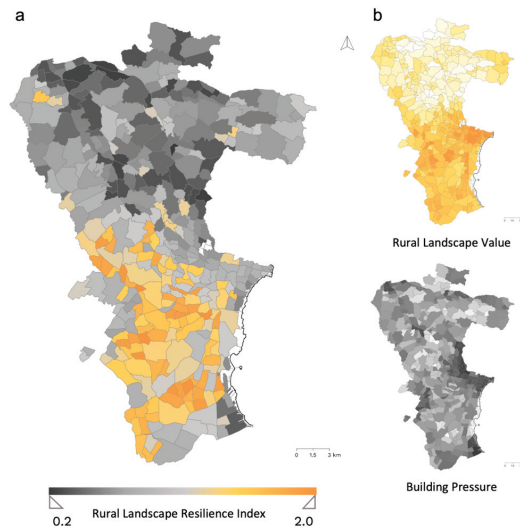 a
b
Rural Landscape Value
0 1.5 3 km
Building Pressure
0.2
Rural Landscape Resilience Index
2.0